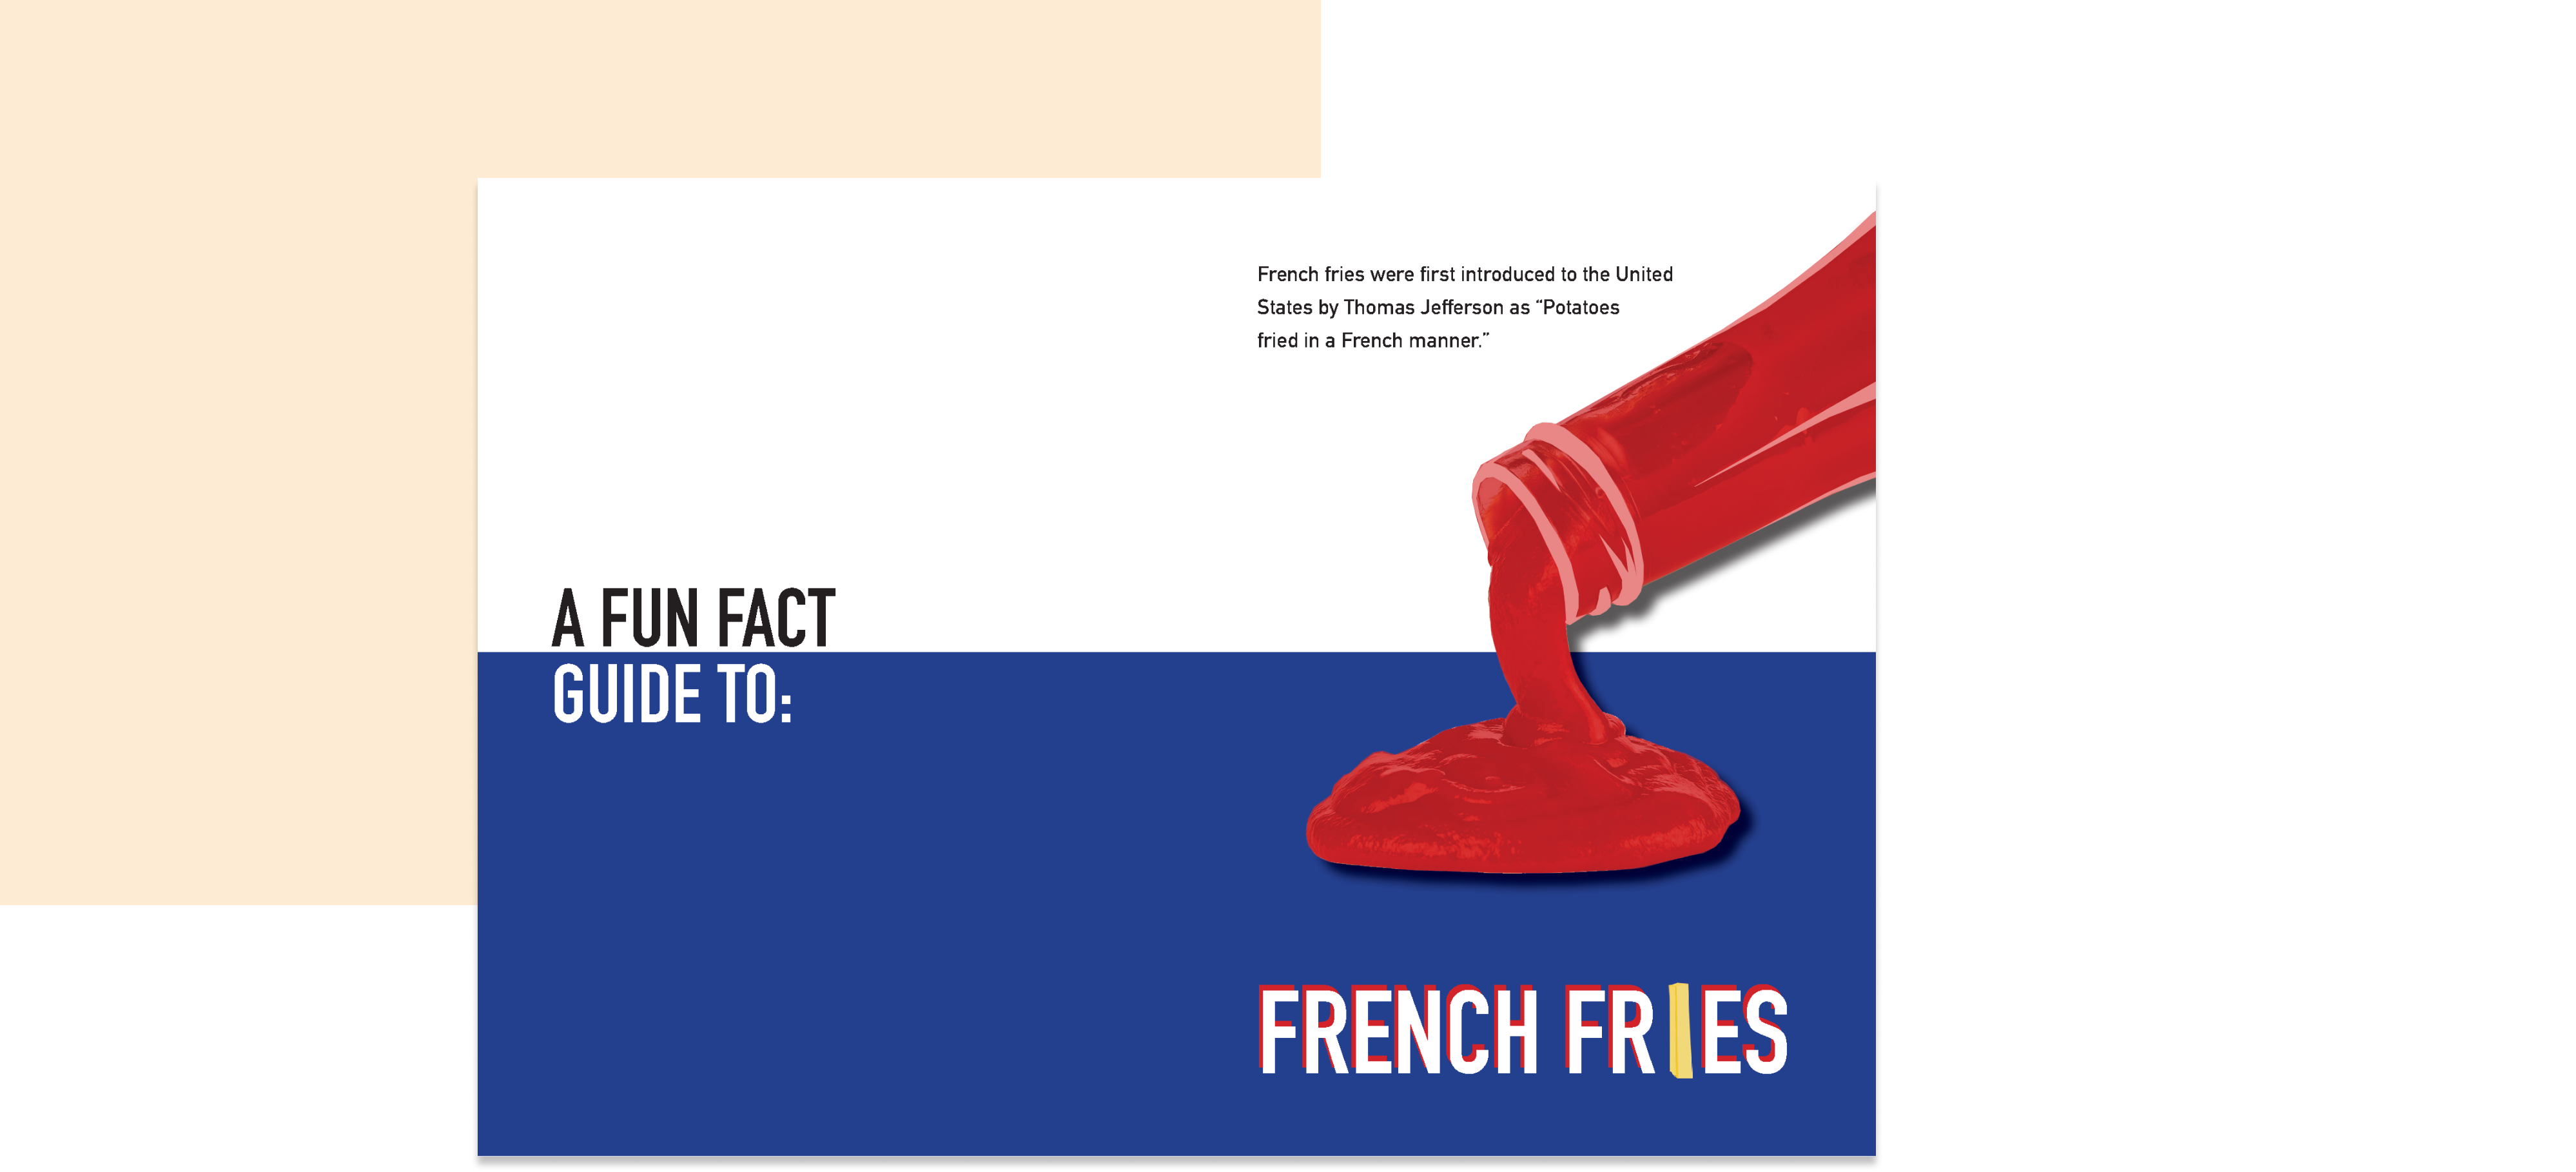 French fries were first introduced to the United
States by Thomas Jefferson as “Potatoes
fried in a French manner.”
A FUN FACT
GUIDE TO:
FRENCH FRIES